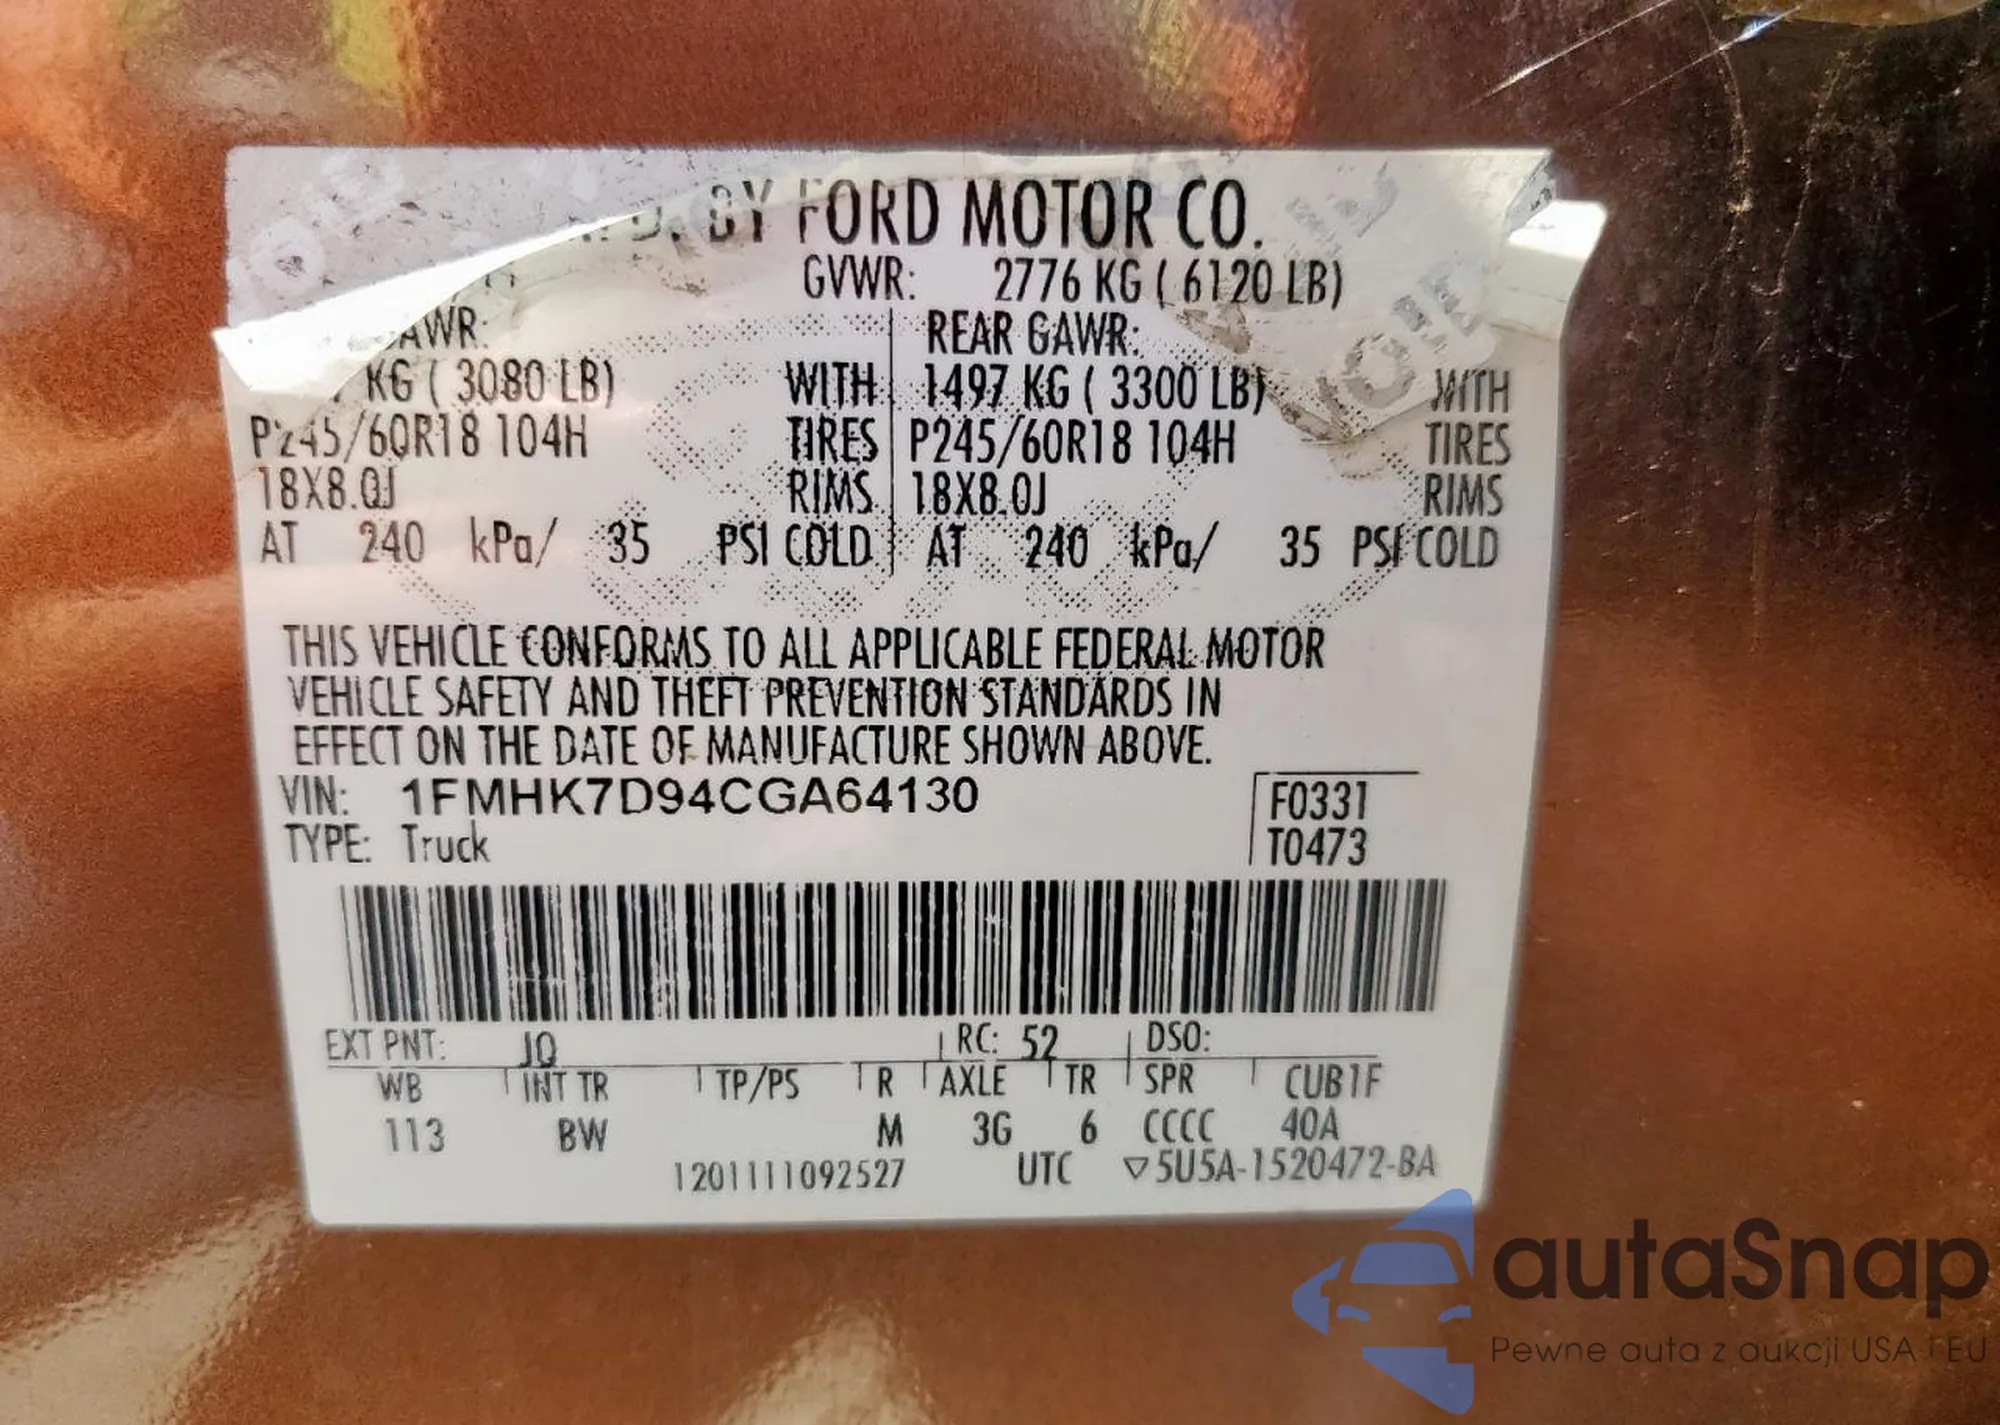 BY FORD MOTOR CO.
GVWR: 2776 KG ( 6120 LB)
GAWR: REAR GAWR:
KG ( 3080 LB) WITH 1497 KG ( 3300 LB) WITH
P245/60R18 104H TIRES P245/60R18 104H TIRES
18X8.0J RIMS 18X8.0J RIMS
AT 240 kPa/ 35 PSI COLD AT 240 kPa/ 35 PSI COLD
THIS VEHICLE CONFORMS TO ALL APPLICABLE FEDERAL MOTOR
VEHICLE SAFETY AND THEFT PREVENTION STANDARDS IN
EFFECT ON THE DATE OF MANUFACTURE SHOWN ABOVE.
VIN: 1FMHK7D94CGA64130 F0331
TYPE: Truck T0473
EXT PNT: JQ RC: 52 DSO:
WB INT TR TP/PS R AXLE TR SPR CUB1F
113 BW M 3G 6 CCCC 40A
1201111092527 UTC ▽5U5A-1520472-BA
autaSnap
Pewne auta z aukcji USA i EU